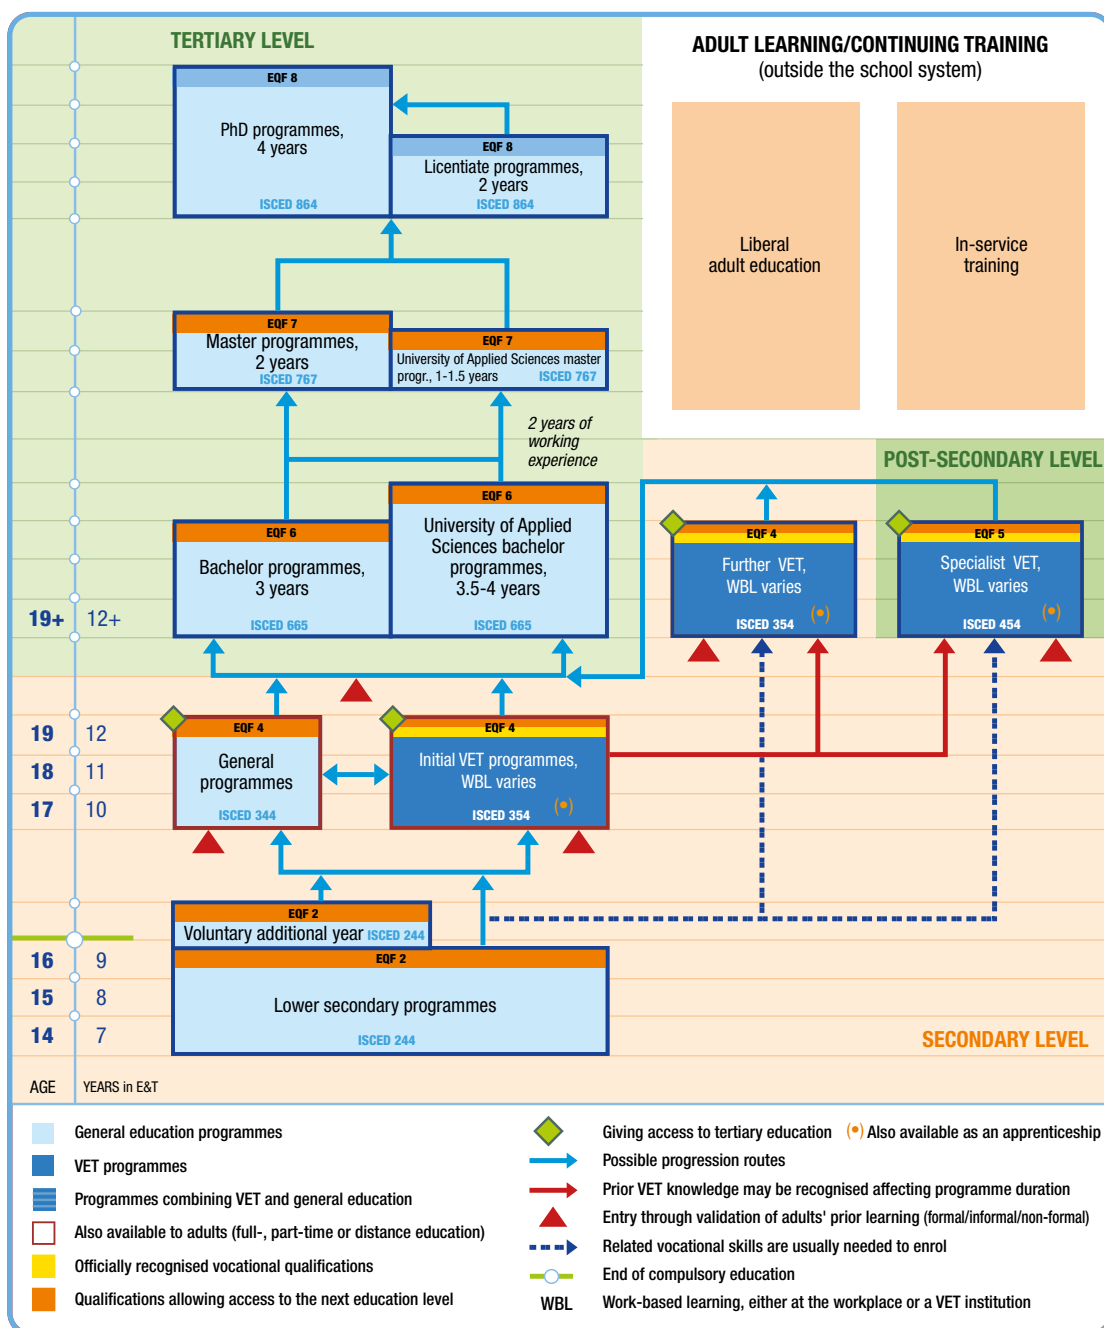 TERTIARY LEVEL
ADULT LEARNING/CONTINUING TRAINING
(outside the school system)
EQF 8
PhD programmes,
4 years
ISCED 864
EQF 8
Licentiate programmes,
2 years
ISCED 864
Liberal
adult education
In-service
training
EQF 7
Master programmes,
2 years
ISCED 767
EQF 7
University of Applied Sciences master
progr., 1-1.5 years ISCED 767
2 years of
working
experience
POST-SECONDARY LEVEL
EQF 6
Bachelor programmes,
3 years
ISCED 665
EQF 6
University of Applied
Sciences bachelor
programmes,
3.5-4 years
ISCED 665
EQF 4
Further VET,
WBL varies
ISCED 354
EQF 5
Specialist VET,
WBL varies
ISCED 454
19+ 12+
EQF 4
General
programmes
ISCED 344
EQF 4
Initial VET programmes,
WBL varies
ISCED 354
19 12
18 11
17 10
EQF 2
Voluntary additional year ISCED 244
EQF 2
Lower secondary programmes
ISCED 244
16 9
15 8
14 7
SECONDARY LEVEL
AGE YEARS in E&T
General education programmes
VET programmes
Programmes combining VET and general education
Also available to adults (full-, part-time or distance education)
Officially recognised vocational qualifications
Qualifications allowing access to the next education level
Giving access to tertiary education (•) Also available as an apprenticeship
Possible progression routes
Prior VET knowledge may be recognised affecting programme duration
Entry through validation of adults' prior learning (formal/informal/non-formal)
Related vocational skills are usually needed to enrol
End of compulsory education
WBL Work-based learning, either at the workplace or a VET institution